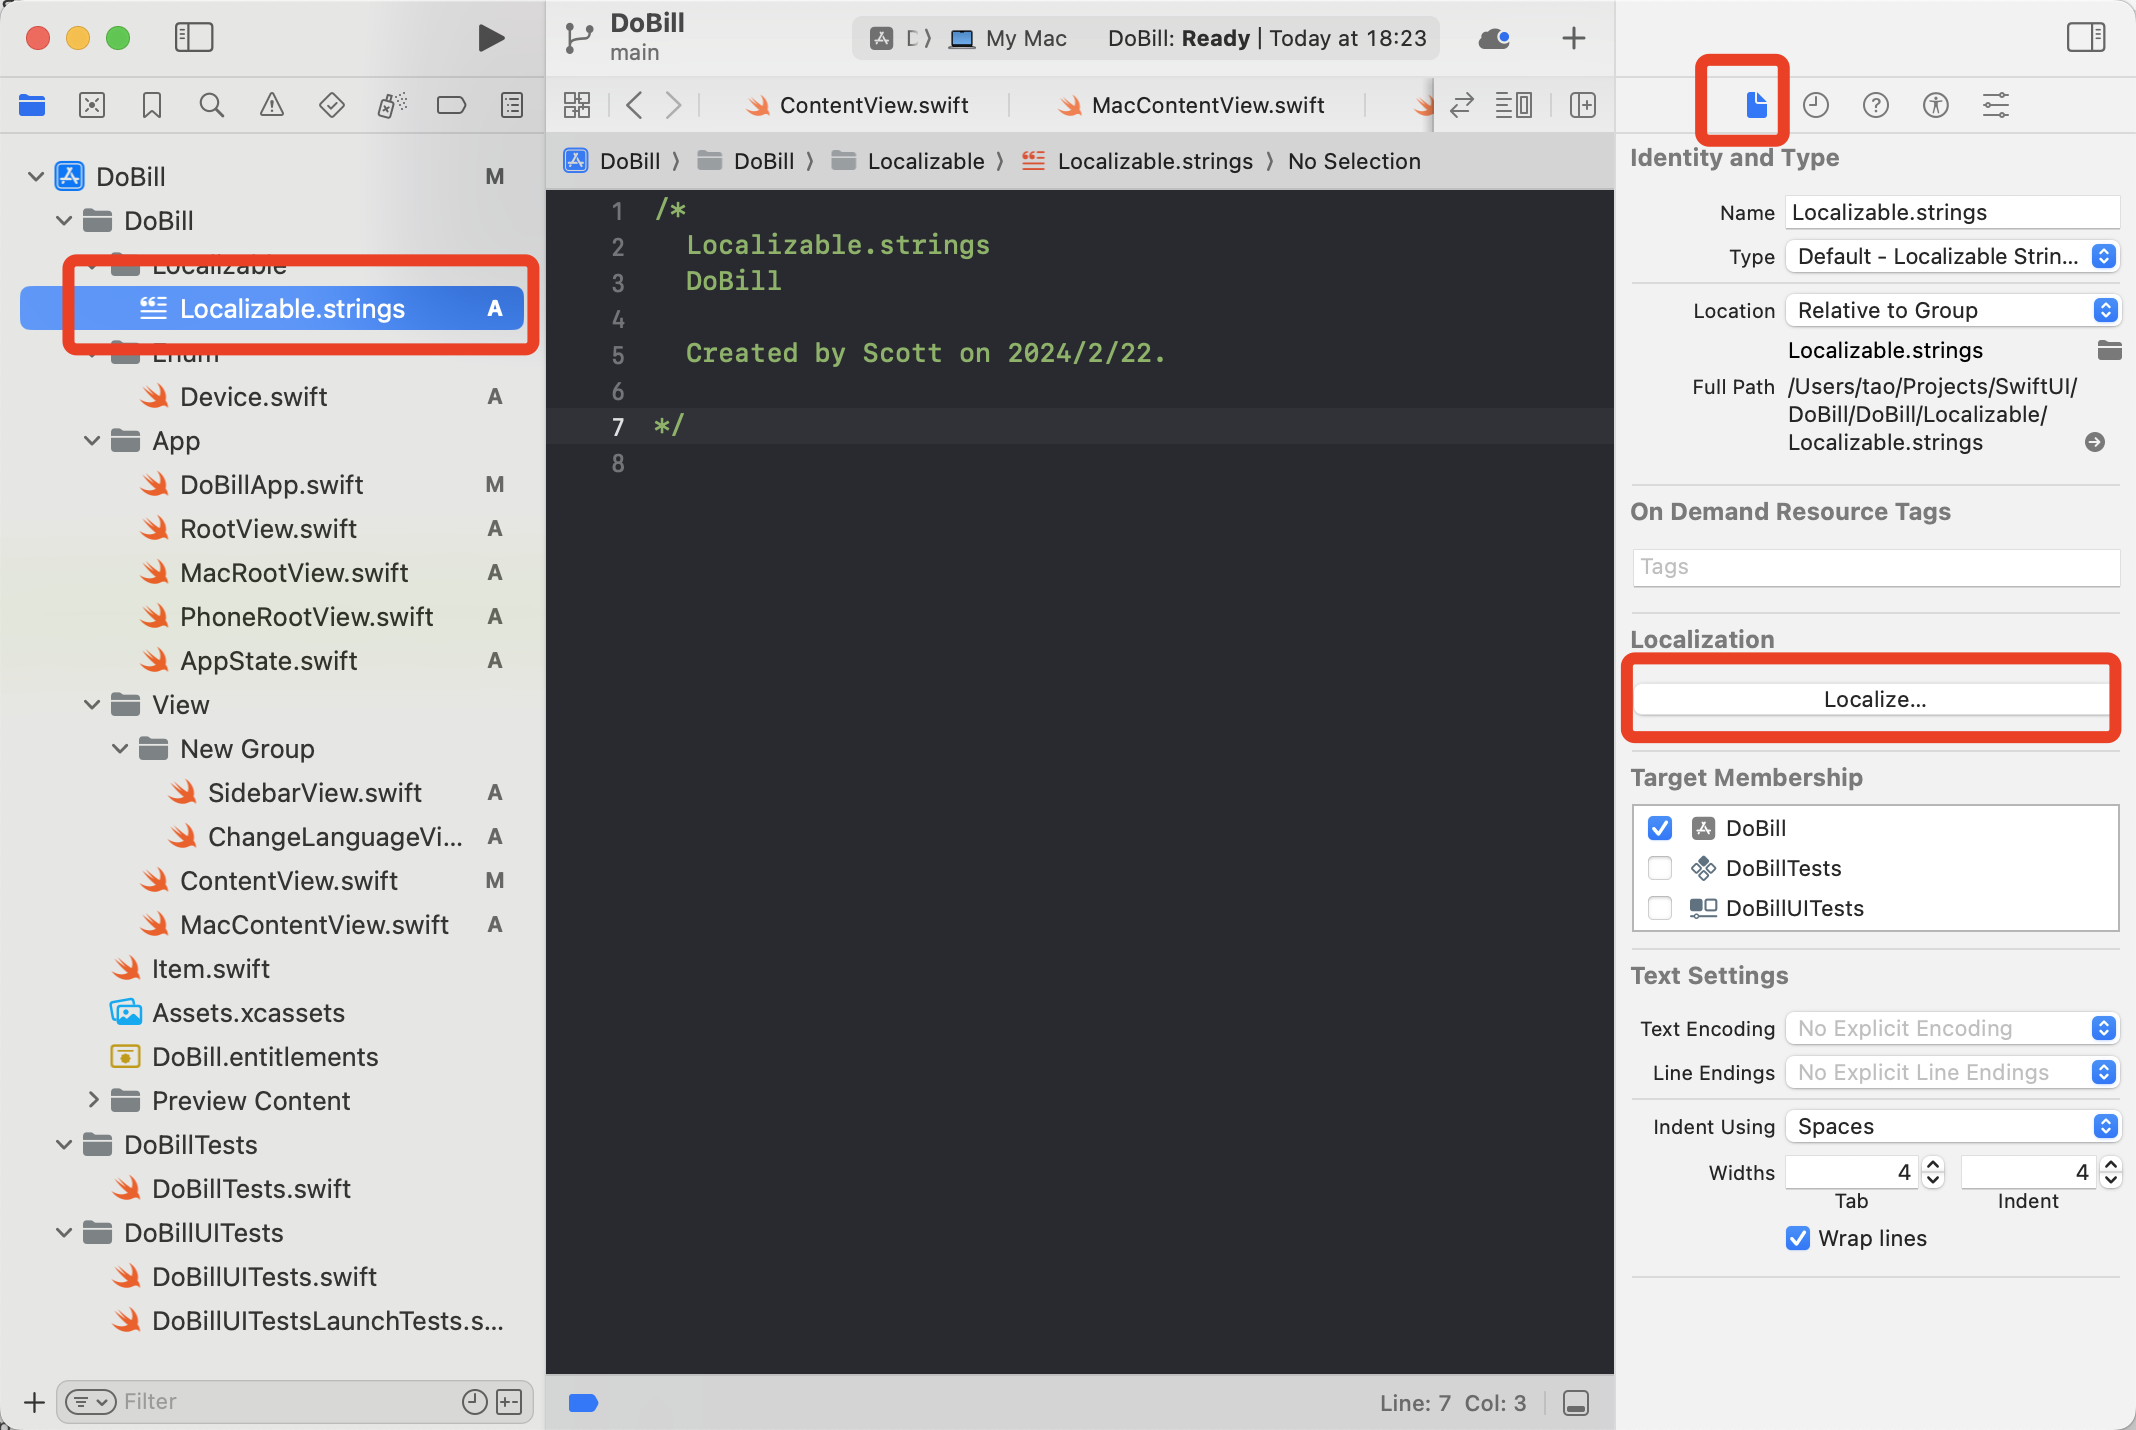 DoBill
main
My Mac
DoBill: Ready | Today at 18:23
ContentView.swift
MacContentView.swift
DoBill
DoBill
Localizable
Localizable.strings
No Selection
DoBill M
DoBill
Localizable
Localizable.strings A
Enum
Device.swift A
App
DoBillApp.swift M
RootView.swift A
MacRootView.swift A
PhoneRootView.swift A
AppState.swift A
View
New Group
SidebarView.swift A
ChangeLanguageVi... A
ContentView.swift M
MacContentView.swift A
Item.swift
Assets.xcassets
DoBill.entitlements
Preview Content
DoBillTests
DoBillTests.swift
DoBillUITests
DoBillUITests.swift
DoBillUITestsLaunchTests.s...
Filter
1 /*
2 Localizable.strings
3 DoBill
4
5 Created by Scott on 2024/2/22.
6
7 */
8
Line: 7 Col: 3
Identity and Type
Name Localizable.strings
Type Default - Localizable Strin...
Location Relative to Group
Localizable.strings
Full Path /Users/tao/Projects/SwiftUI/
DoBill/DoBill/Localizable/
Localizable.strings
On Demand Resource Tags
Tags
Localization
Localize...
Target Membership
DoBill
DoBillTests
DoBillUITests
Text Settings
Text Encoding No Explicit Encoding
Line Endings No Explicit Line Endings
Indent Using Spaces
Widths 4 4
Tab Indent
Wrap lines